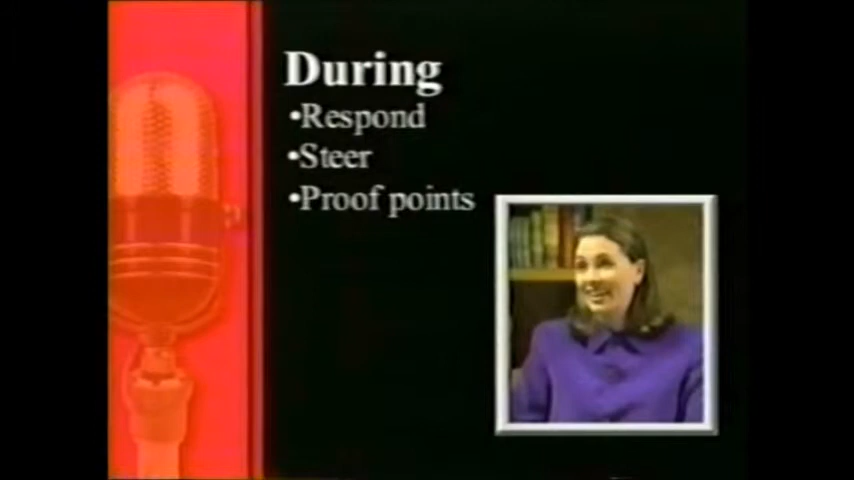 During
•Respond
•Steer
•Proof points